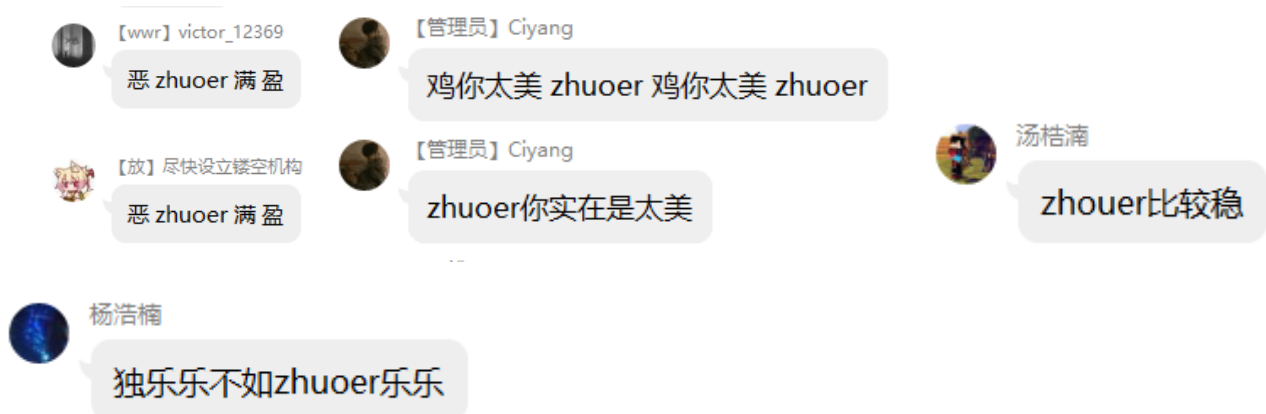 【wwr】victor_12369
恶 zhuoer 满 盈
【管理员】Ciyang
鸡你太美 zhuoer 鸡你太美 zhuoer
【放】尽快设立镂空机构
恶 zhuoer 满 盈
【管理员】Ciyang
zhuoer你实在是太美
汤梏湳
zhouer比较稳
杨浩楠
独乐乐不如zhuoer乐乐